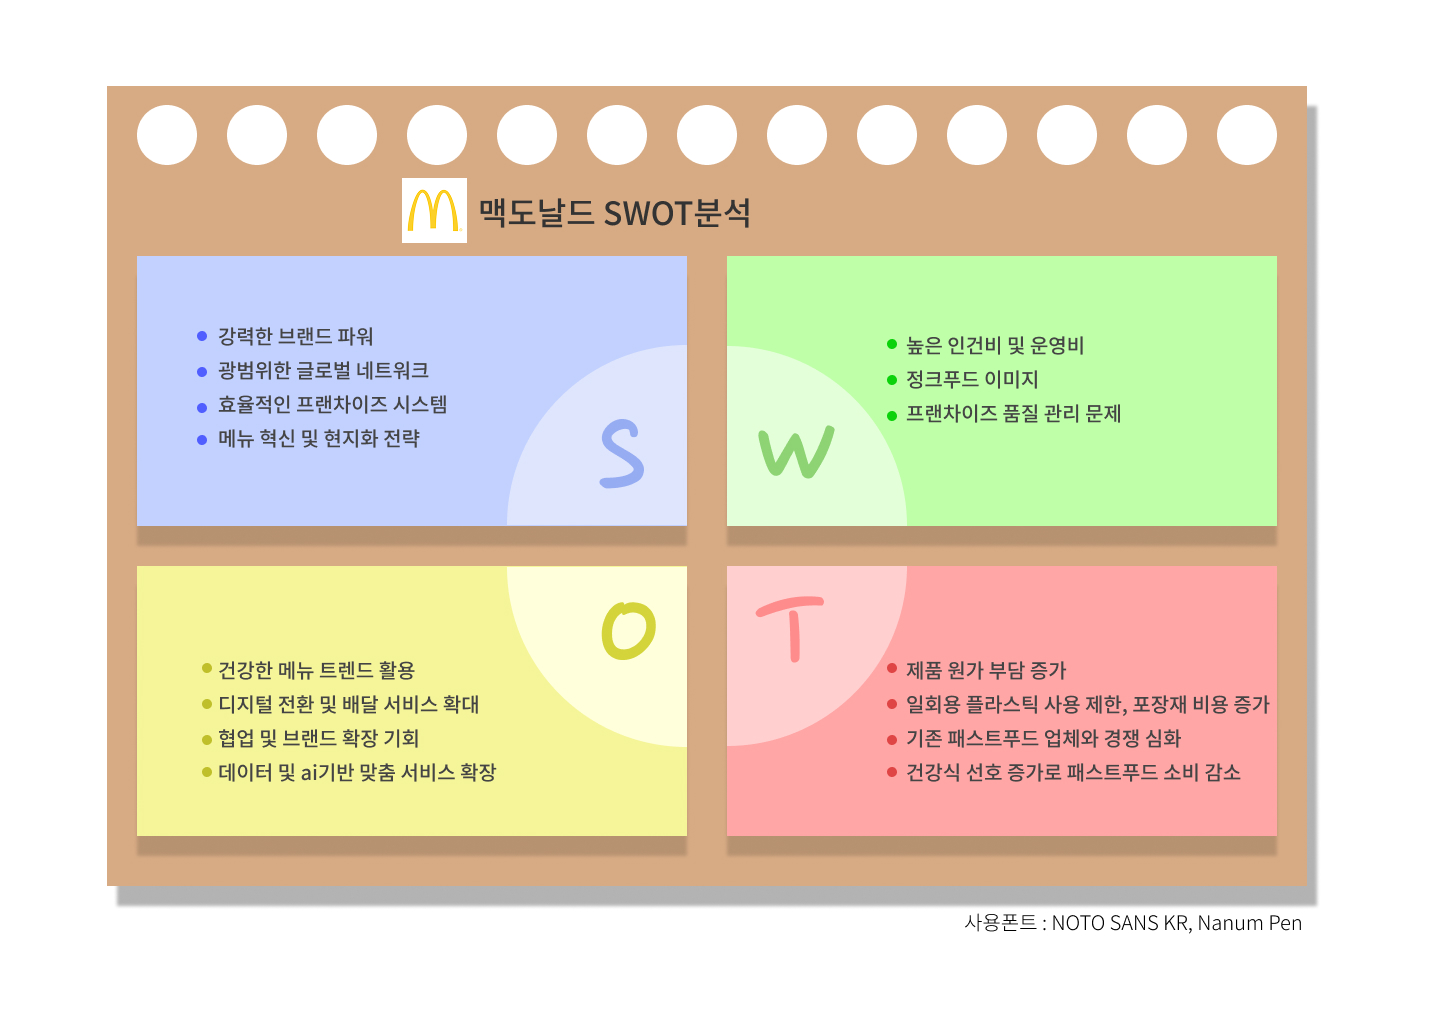 맥도날드 SWOT분석
강력한 브랜드 파워
광범위한 글로벌 네트워크
효율적인 프랜차이즈 시스템
메뉴 혁신 및 현지화 전략
S
W
높은 인건비 및 운영비
정크푸드 이미지
프랜차이즈 품질 관리 문제
O
건강한 메뉴 트렌드 활용
디지털 전환 및 배달 서비스 확대
협업 및 브랜드 확장 기회
데이터 및 ai기반 맞춤 서비스 확장
T
제품 원가 부담 증가
일회용 플라스틱 사용 제한, 포장재 비용 증가
기존 패스트푸드 업체와 경쟁 심화
건강식 선호 증가로 패스트푸드 소비 감소
사용폰트 : NOTO SANS KR, Nanum Pen